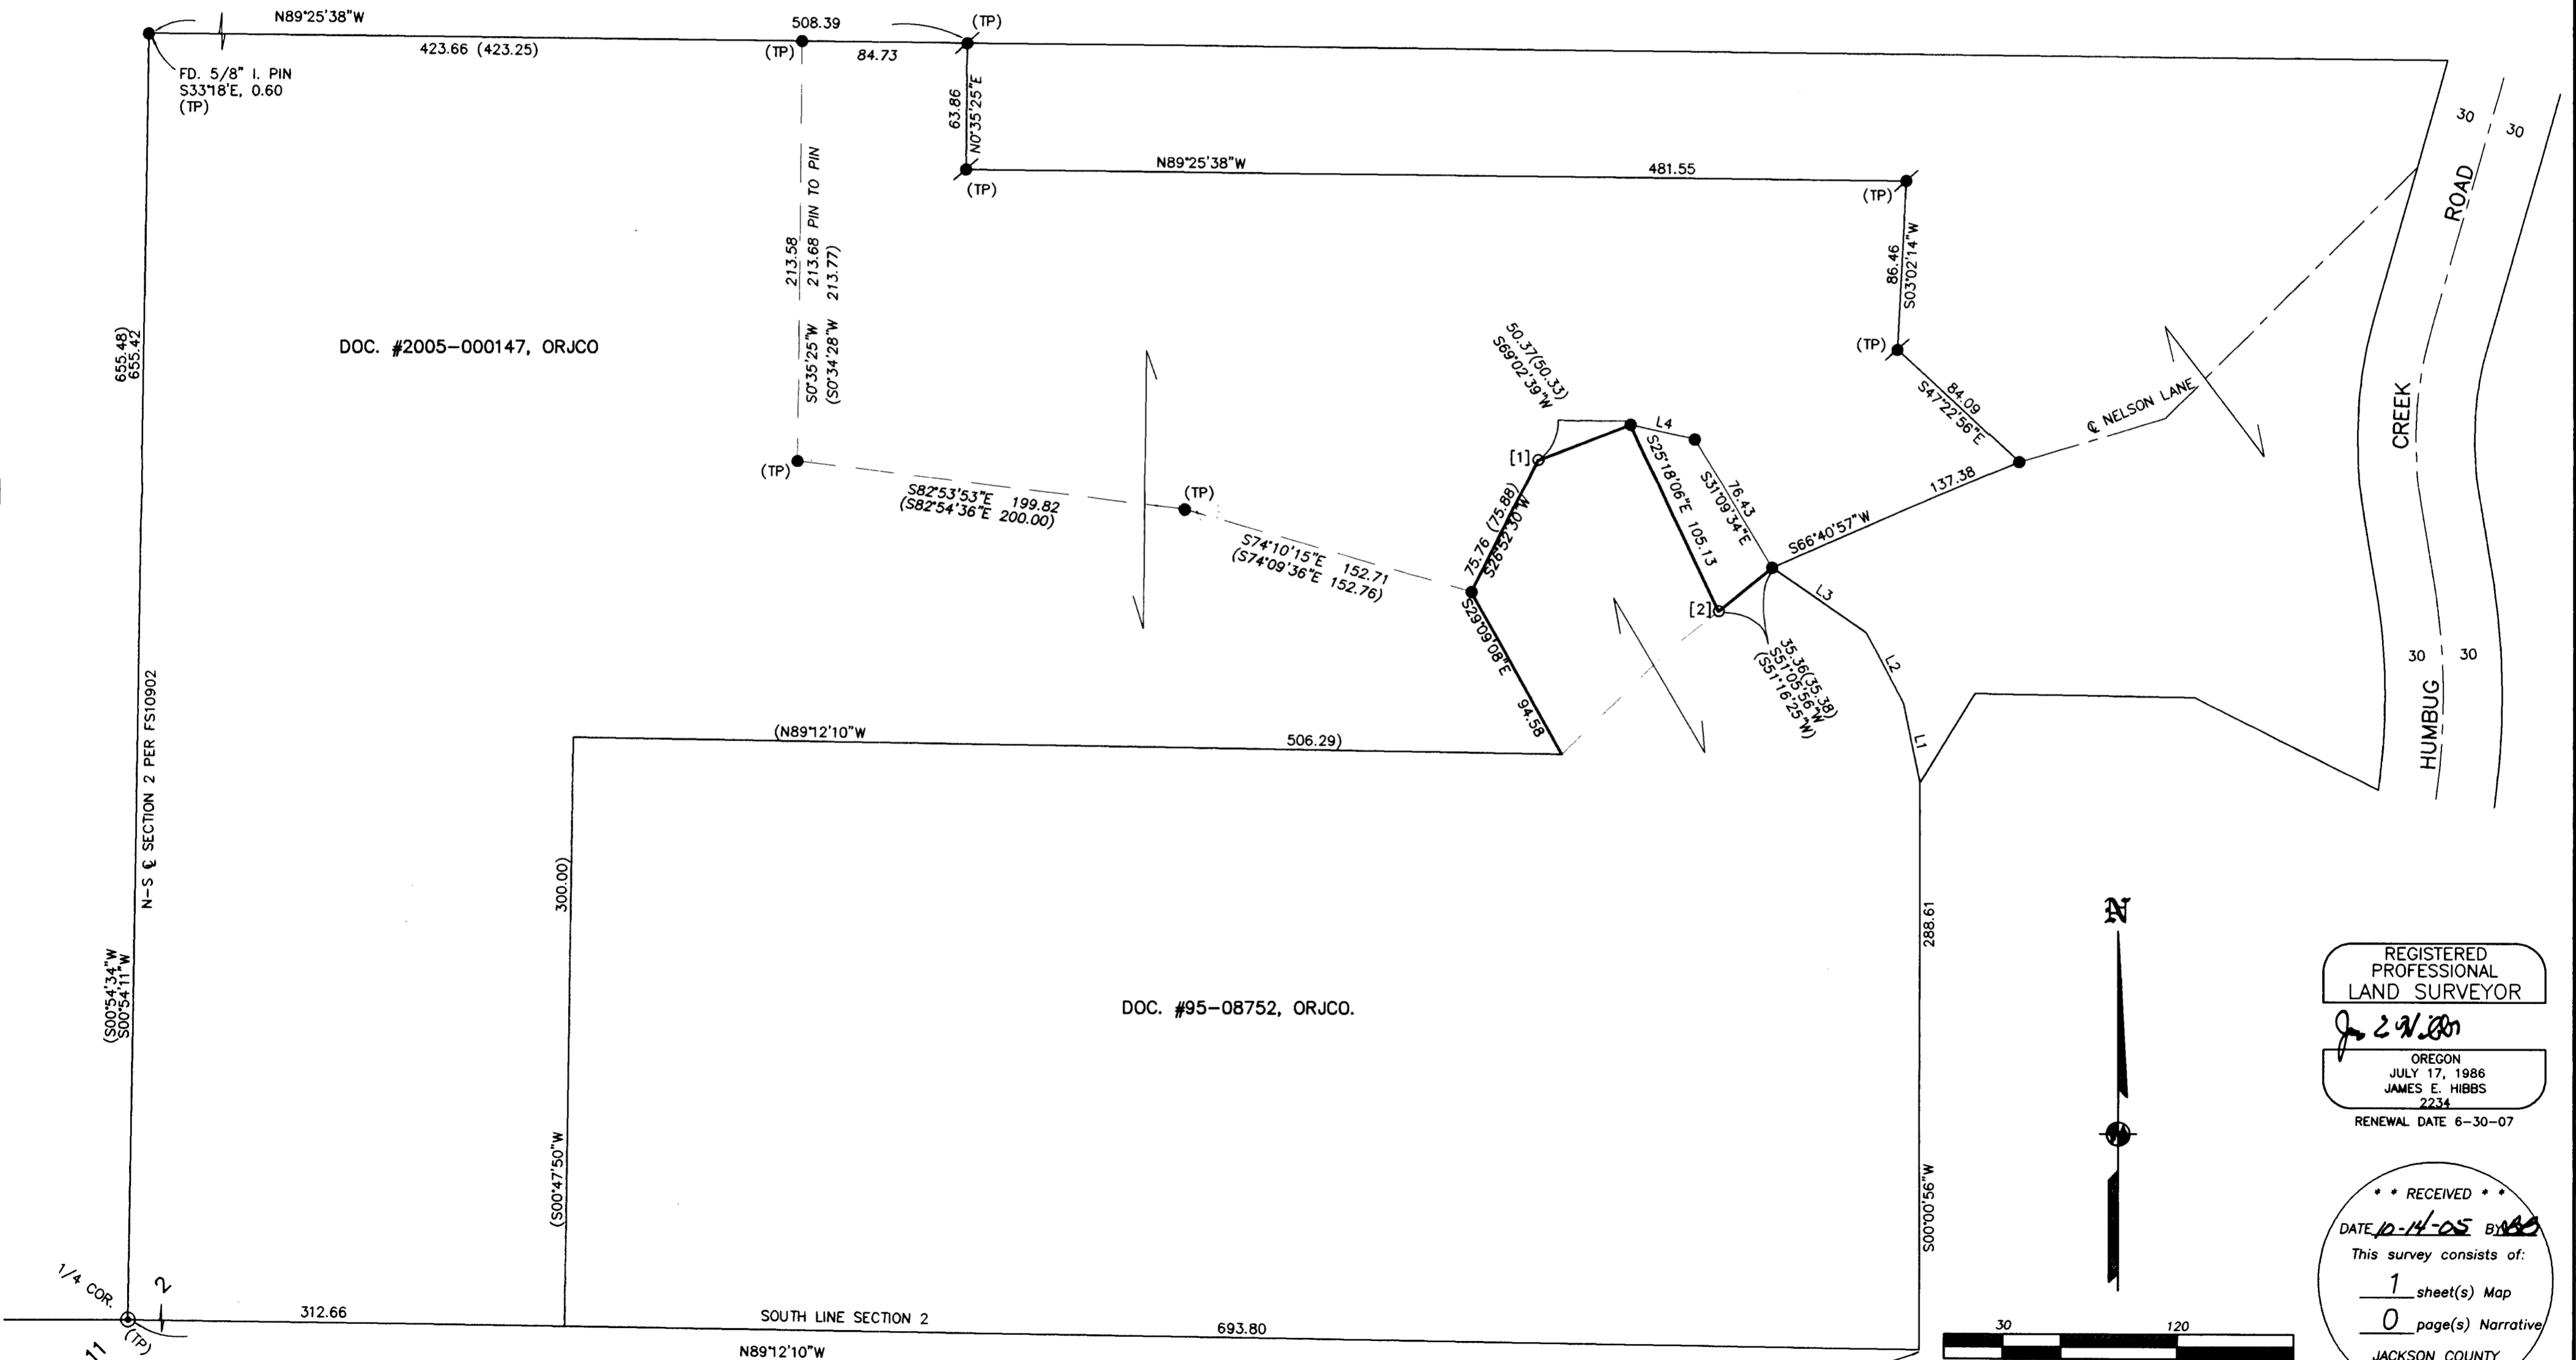 N89°25'38"W
508.39
(TP)
423.66 (423.25)
(TP)
84.73
FD. 5/8" I. PIN
S33°18'E, 0.60
(TP)
63.86
N0°35'25"E
(TP)
N89°25'38"W
481.55
(TP)
30
30
ROAD
213.58
213.68 PIN TO PIN
S0°35'25"W
(S0°34'28"W 213.77)
86.46
S03°02'14"W
(TP)
655.48)
655.42
DOC. #2005-000147, ORJCO
50.37(50.33)
S69°02'39"W
84.09
S47°22'56"E
℄ NELSON LANE
CREEK
L4
[1]
(TP)
S82°53'53"E 199.82
(S82°54'36"E 200.00)
(TP)
75.76 (75.88)
S26°52'30"W
S25°18'06"E 105.13
76.43
S31°09'34"E
137.38
S66°40'57"W
S74°10'15"E 152.71
(S74°09'36"E 152.76)
[2]
L3
S29°09'08"E
94.58
35.36(35.38)
S51°05'56"W
(S51°16'25"W)
L2
L1
30
30
HUMBUG
N-S ℄ SECTION 2 PER FS10902
(N89°12'10"W
506.29)
300.00)
(S00°47'50"W
(S00°54'34"W
S00°54'11"W
288.61
S00°00'56"W
DOC. #95-08752, ORJCO.
N
REGISTERED
PROFESSIONAL
LAND SURVEYOR
OREGON
JULY 17, 1986
JAMES E. HIBBS
2234
RENEWAL DATE 6-30-07
* * RECEIVED * *
DATE 10-14-05 BY
This survey consists of:
1 sheet(s) Map
0 page(s) Narrative
JACKSON COUNTY
1/4 COR.
2
11
(TP)
312.66
SOUTH LINE SECTION 2
693.80
N89°12'10"W
30
120